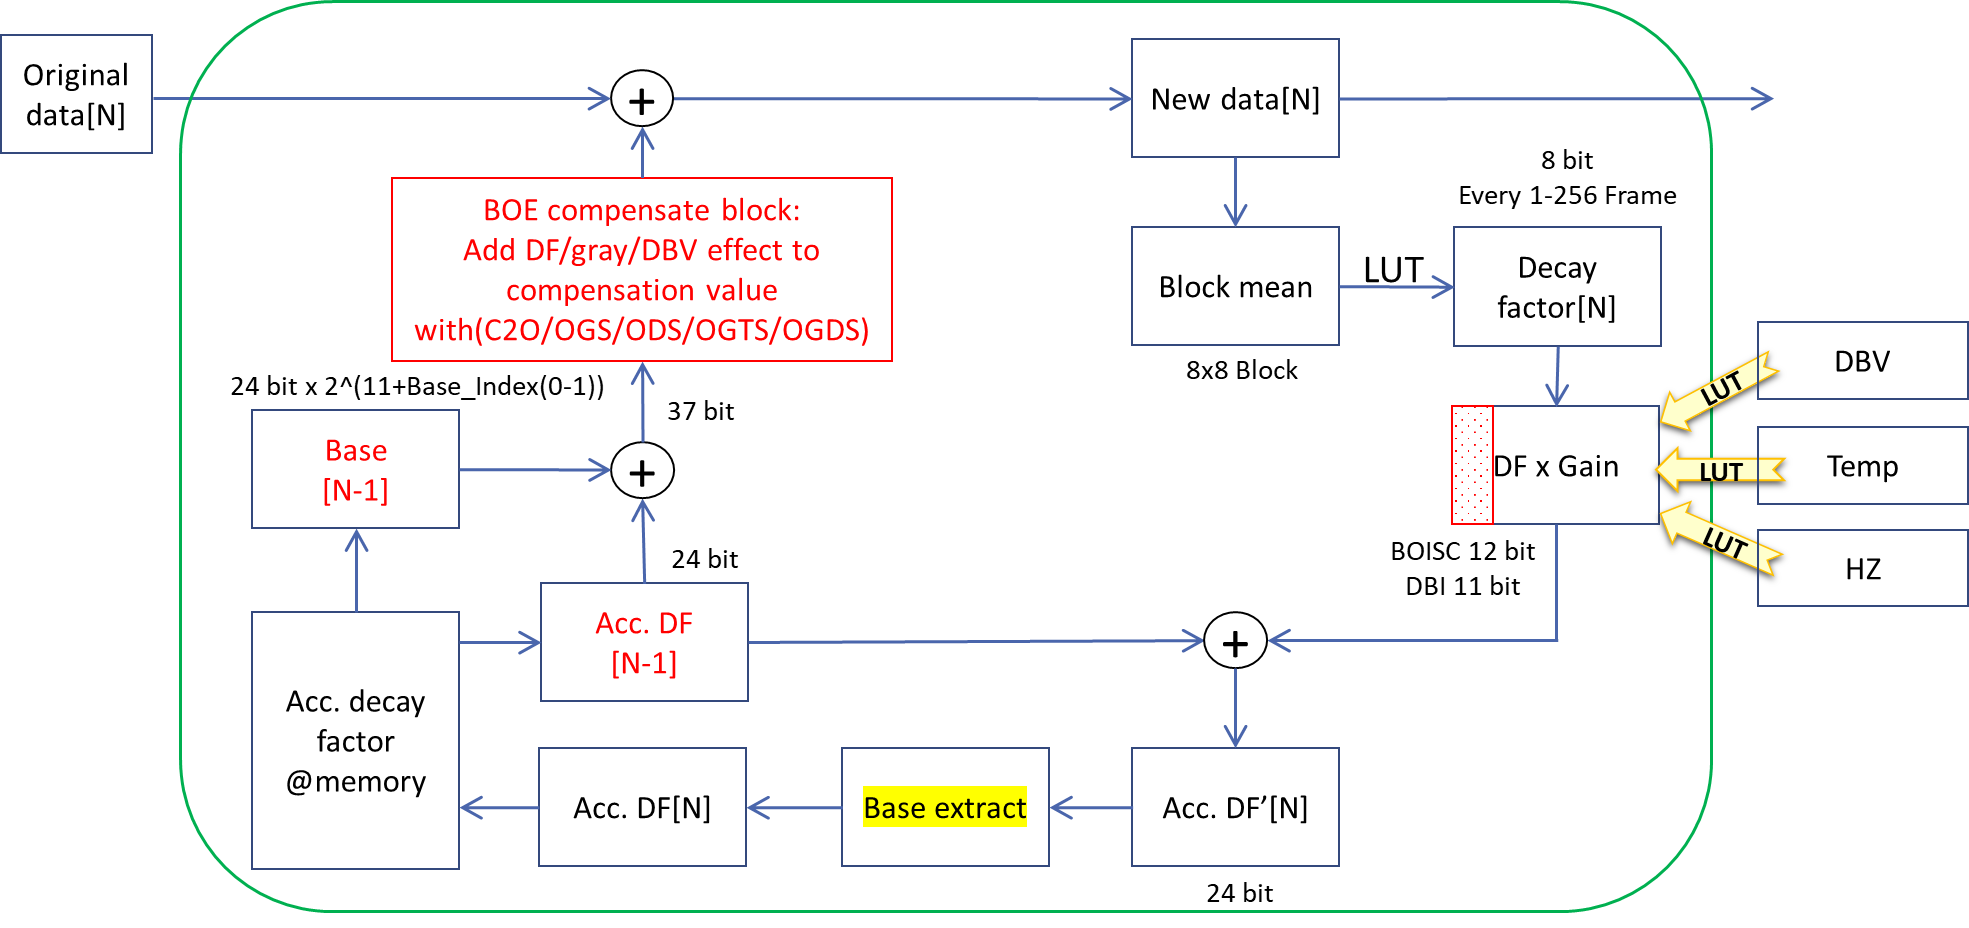 Original
data[N]
+
New data[N]
8 bit
Every 1-256 Frame
BOE compensate block:
Add DF/gray/DBV effect to
compensation value
with(C2O/OGS/ODS/OGTS/OGDS)
Block mean
LUT
Decay
factor[N]
8x8 Block
DBV
LUT
24 bit x 2^(11+Base_Index(0-1))
37 bit
Base
[N-1]
+
DF x Gain
LUT
Temp
LUT
HZ
BOISC 12 bit
DBI 11 bit
24 bit
Acc. DF
[N-1]
+
Acc. decay
factor
@memory
Acc. DF[N]
Base extract
Acc. DF’[N]
24 bit